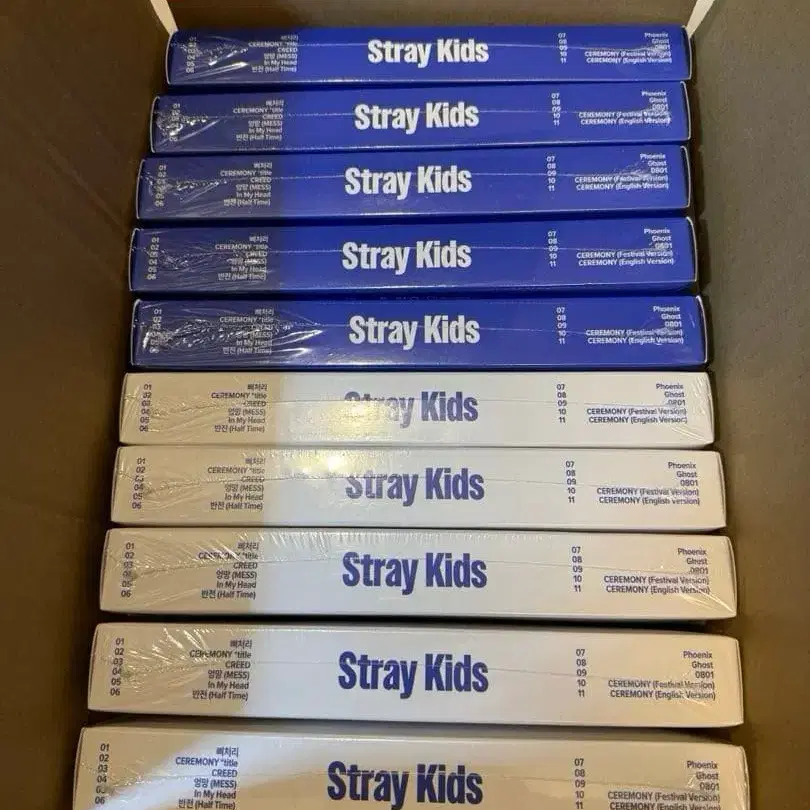 01 삐처리
CEREMONY *title
CREED
엉망 (MESS)
In My Head
06 반전 (Half Time)
Stray Kids
07 Phoenix
08 Ghost
09 0801
10 CEREMONY (Festival Version)
11 CEREMONY (English Version)
01 삐처리
CEREMONY *title
CREED
엉망 (MESS)
In My Head
06 반전 (Half Time)
Stray Kids
07 Phoenix
08 Ghost
09 0801
10 CEREMONY (Festival Version)
11 CEREMONY (English Version)
01 삐처리
02 CEREMONY *title
03 CREED
04 엉망 (MESS)
05 In My Head
06 반전 (Half Time)
Stray Kids
07 Phoenix
08 Ghost
09 0801
10 CEREMONY (Festival Version)
11 CEREMONY (English Version)
01 삐처리
02 CEREMONY *title
03 CREED
04 엉망 (MESS)
05 In My Head
06 반전 (Half Time)
Stray Kids
07 Phoenix
08 Ghost
09 0801
10 CEREMONY (Festival Version)
11 CEREMONY (English Version)
01 삐처리
02 CEREMONY *title
03
04 엉망 (MESS)
In My Head
06 반전 (Half Time)
Stray Kids
07 Phoenix
08 Ghost
09 0801
10 CEREMONY (Festival Version)
11 CEREMONY (English Version)
01 삐처리
02 CEREMONY *title
03 CREED
04 엉망 (MESS)
05 In My Head
06 반전 (Half Time)
Stray Kids
07 Phoenix
08 Ghost
09 0801
10 CEREMONY (Festival Version)
11 CEREMONY (English Version)
01 삐처리
02 CEREMONY *title
03 CREED
04 엉망 (MESS)
05 In My Head
06 반전 (Half Time)
Stray Kids
07 Phoenix
08 Ghost
09 0801
10 CEREMONY (Festival Version)
11 CEREMONY (English Version)
01 삐처리
02 CEREMONY *title
03 CREED
04 엉망 (MESS)
05 In My Head
06 반전 (Half Time)
Stray Kids
07 Phoenix
08 Ghost
09 0801
10 CEREMONY (Festival Version)
11 CEREMONY (English Version)
01 삐처리
02 CEREMONY *title
03 CREED
04 엉망 (MESS)
05 In My Head
06 반전 (Half Time)
Stray Kids
07 Phoenix
08 Ghost
09 0801
10 CEREMONY (Festival Version)
11 CEREMONY (English Version)
01 삐처리
02 CEREMONY *title
03 CREED
04 엉망 (MESS)
05 In My Head
06 반전 (Half Time)
Stray Kids
07 Phoenix
08 Ghost
09 0801
10 CEREMONY (Festival Version)
11 CEREMONY (English Version)